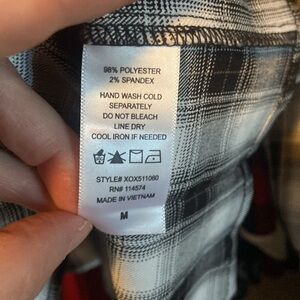 98% POLYESTER
2% SPANDEX
HAND WASH COLD
SEPARATELY
DO NOT BLEACH
LINE DRY
COOL IRON IF NEEDED
STYLE# XOX511060
RN# 114574
MADE IN VIETNAM
M